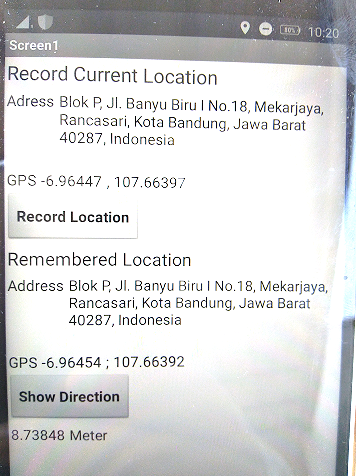 10:20
Screen1
Record Current Location
Adress Blok P, Jl. Banyu Biru I No.18, Mekarjaya,
Rancasari, Kota Bandung, Jawa Barat
40287, Indonesia
GPS -6.96447 , 107.66397
Record Location
Remembered Location
Address Blok P, Jl. Banyu Biru I No.18, Mekarjaya,
Rancasari, Kota Bandung, Jawa Barat
40287, Indonesia
GPS -6.96454 ; 107.66392
Show Direction
8.73848 Meter